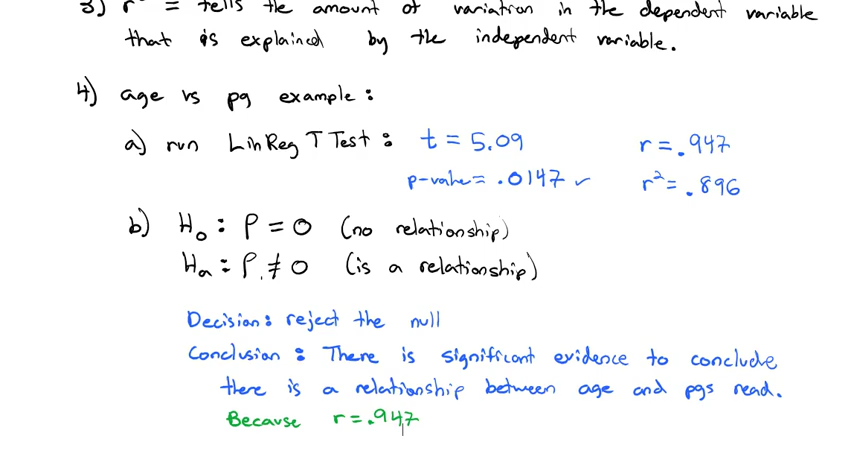 3) r² = tells the amount of variation in the dependent variable
that is explained by the independent variable.
4) age vs pg example:
a) run LinRegTTest: t = 5.09 r = .947
p-value = .0147 ✓ r² = .896
b) H₀: ρ = 0 (no relationship)
Hₐ: ρ ≠ 0 (is a relationship)
Decision: reject the null
Conclusion: There is significant evidence to conclude
there is a relationship between age and pgs read.
Because r = .947